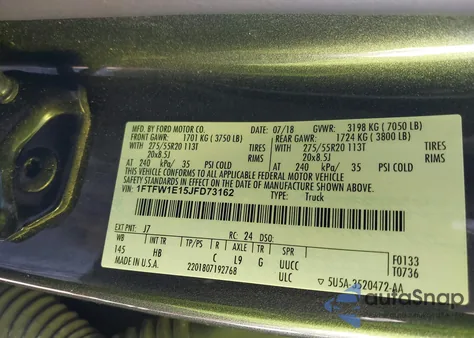 MFD. BY FORD MOTOR CO. 07/18 GVWR: 3198 KG (7050 LB)
FRONT GAWR: 1701 KG (3750 LB) REAR GAWR: 1724 KG (3800 LB)
WITH TIRES WITH TIRES
275/55R20 113T 275/55R20 113T
20x8.5J RIMS 20x8.5J RIMS
AT 240 kPa/ 35 PSI COLD AT 240 kPa/ 35 PSI COLD
THIS VEHICLE CONFORMS TO ALL APPLICABLE FEDERAL MOTOR VEHICLE
SAFETY STANDARDS IN EFFECT ON THE
DATE OF MANUFACTURE SHOWN ABOVE.
VIN: 1FTFW1E15JFD73162 TYPE: Truck
EXT PNT: J7 RC: 24 DSO:
WB INT TR TP/PS R AXLE TR SPR
145 HB C L9 G UUCC F0133
MADE IN U.S.A. ULC T0736
2201807192768 5U5A-3520472-AA
autoSnap